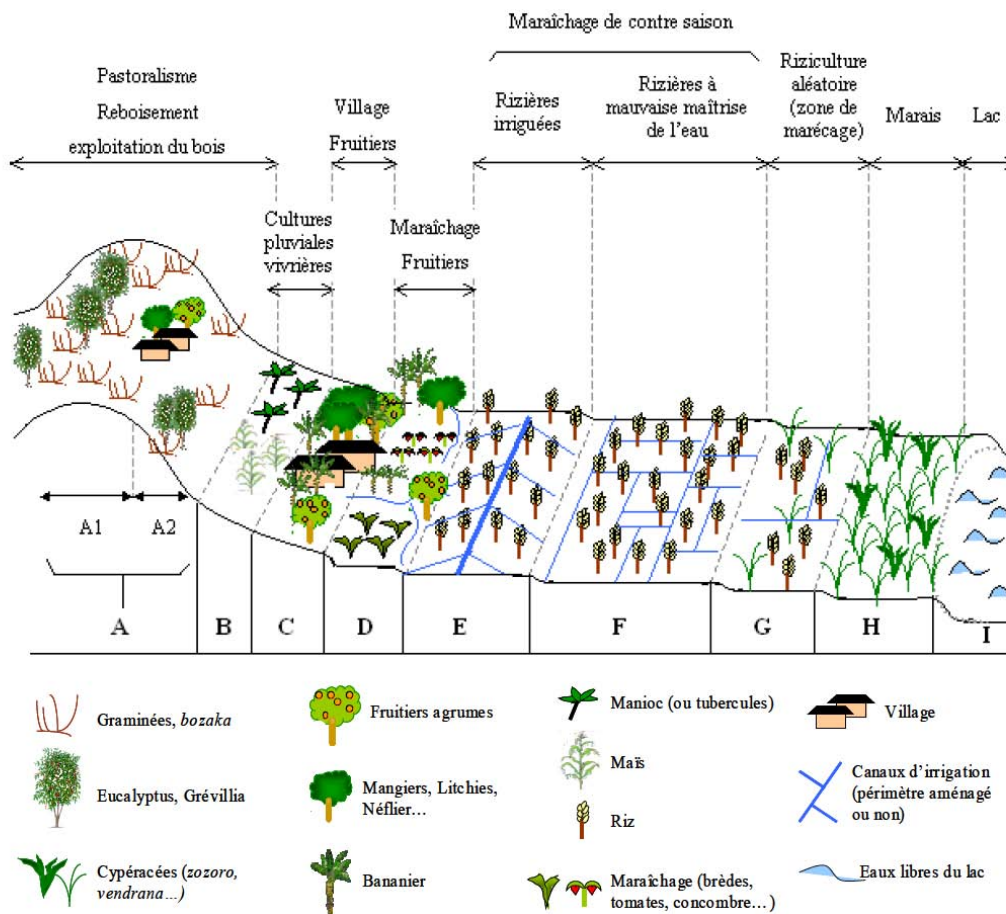 Maraîchage de contre saison
Pastoralisme
Reboisement
exploitation du bois
Village
Fruitiers
Rizières
irriguées
Rizières à
mauvaise maîtrise
de l'eau
Riziculture
aléatoire
(zone de
marécage)
Marais
Lac
Cultures
pluviales
vivrières
Maraîchage
Fruitiers
A1
A2
A
B
C
D
E
F
G
H
I
Graminées, bozaka
Fruitiers agrumes
Manioc (ou tubercules)
Village
Eucalyptus, Grévillia
Mangiers, Litchies,
Néflier...
Maïs
Riz
Canaux d'irrigation
(périmètre aménagé
ou non)
Cypéracées (zozoro,
vendrana...)
Bananier
Maraîchage (brèdes,
tomates, concombre...)
Eaux libres du lac